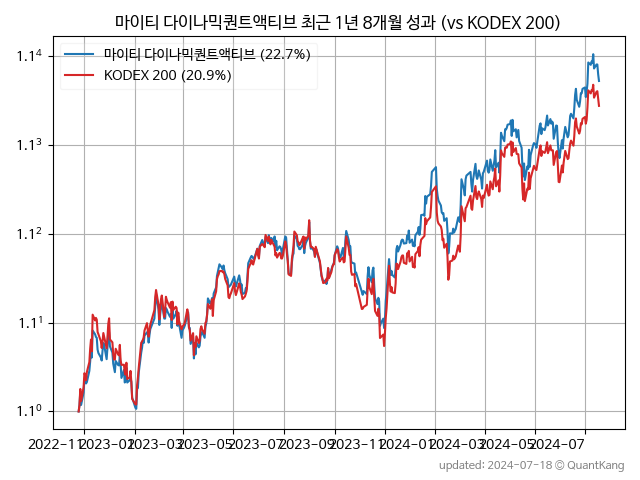 마이티 다이나믹퀀트액티브 최근 1년 8개월 성과 (vs KODEX 200)
마이티 다이나믹퀀트액티브 (22.7%)
KODEX 200 (20.9%)
1.1⁴
1.1³
1.1²
1.1¹
1.1⁰
2022-11 2023-01 2023-03 2023-05 2023-07 2023-09 2023-11 2024-01 2024-03 2024-05 2024-07
updated: 2024-07-18 © QuantKang